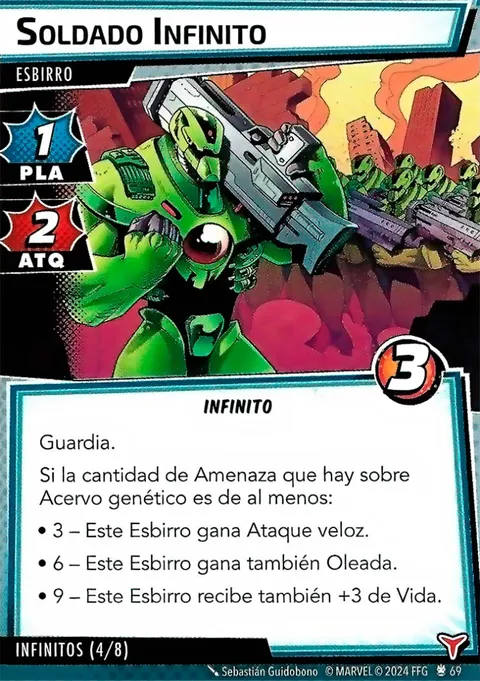 SOLDADO INFINITO
ESBIRRO
1
PLA
2
ATQ
3
INFINITO
Guardia.
Si la cantidad de Amenaza que hay sobre
Acervo genético es de al menos:
• 3 – Este Esbirro gana Ataque veloz.
• 6 – Este Esbirro gana también Oleada.
• 9 – Este Esbirro recibe también +3 de Vida.
INFINITOS (4/8)
Sebastián Guidobono © MARVEL © 2024 FFG 69